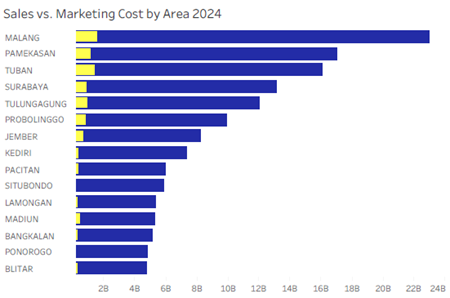 Sales vs. Marketing Cost by Area 2024
MALANG
PAMEKASAN
TUBAN
SURABAYA
TULUNGAGUNG
PROBOLINGGO
JEMBER
KEDIRI
PACITAN
SITUBONDO
LAMONGAN
MADIUN
BANGKALAN
PONOROGO
BLITAR
2B 4B 6B 8B 10B 12B 14B 16B 18B 20B 22B 24B